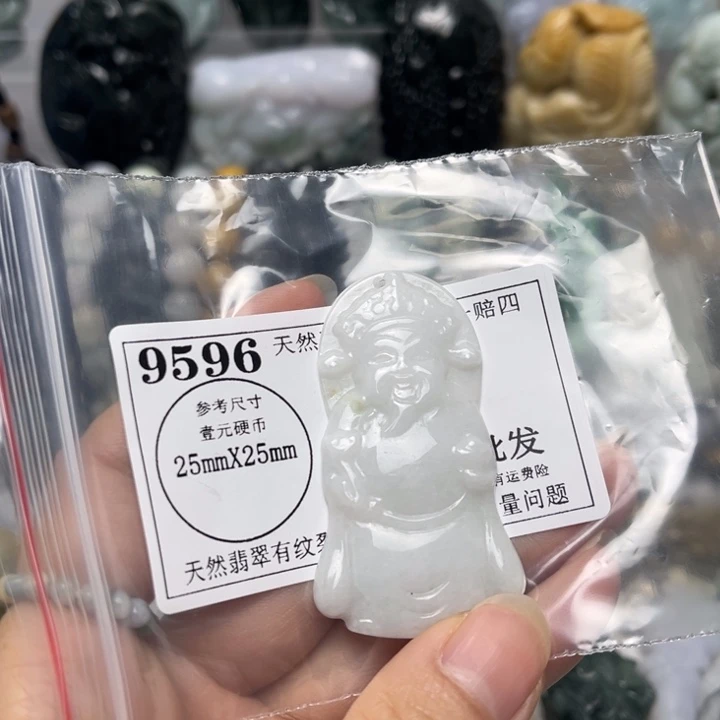 9596
天然
赔四
参考尺寸
壹元硬币
25mmX25mm
批发
有运费险
量问题
天然翡翠有纹裂